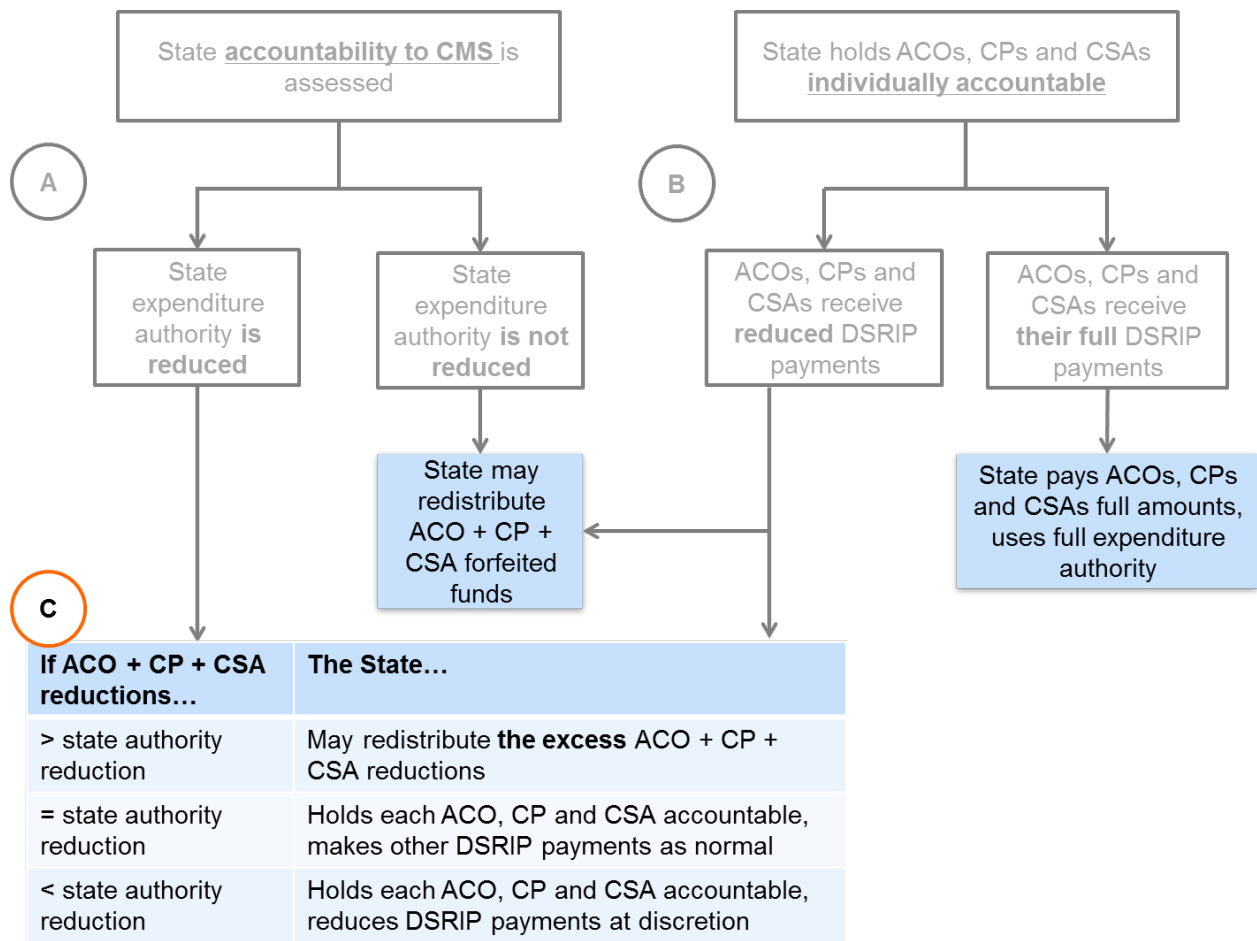 State accountability to CMS is
assessed
State holds ACOs, CPs and CSAs
individually accountable
A
B
State
expenditure
authority is
reduced
State
expenditure
authority is not
reduced
ACOs, CPs and
CSAs receive
reduced DSRIP
payments
ACOs, CPs and
CSAs receive
their full DSRIP
payments
State may
redistribute
ACO + CP +
CSA forfeited
funds
State pays ACOs, CPs
and CSAs full amounts,
uses full expenditure
authority
C
If ACO + CP + CSA
reductions…
The State…
> state authority
reduction
May redistribute the excess ACO + CP +
CSA reductions
= state authority
reduction
Holds each ACO, CP and CSA accountable,
makes other DSRIP payments as normal
< state authority
reduction
Holds each ACO, CP and CSA accountable,
reduces DSRIP payments at discretion